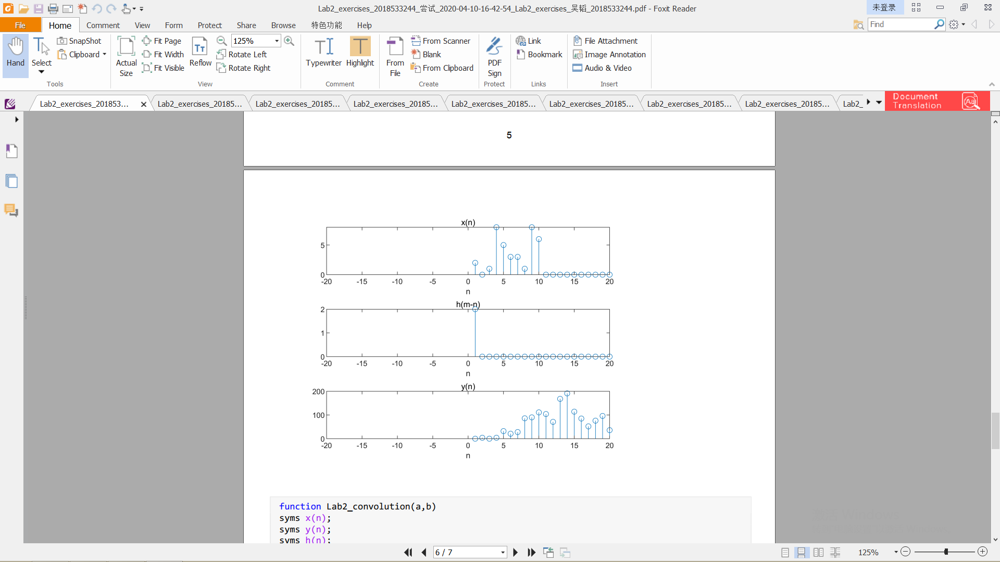 Lab2_exercises_2018533244_尝试_2020-04-10-16-42-54_Lab2_exercises_吴韬_2018533244.pdf - Foxit Reader
未登录
File Home Comment View Form Protect Share Browse 特色功能 Help
Find
Hand
Select
SnapShot
Clipboard
Tools
Actual Size
Fit Page
Fit Width
Fit Visible
Reflow
125%
Rotate Left
Rotate Right
View
Typewriter
Highlight
Comment
From File
From Scanner
Blank
From Clipboard
Create
PDF Sign
Protect
Link
Bookmark
Links
File Attachment
Image Annotation
Audio & Video
Insert
Lab2_exercises_201853... Lab2_exercises_20185... Lab2_exercises_20185... Lab2_exercises_20185... Lab2_exercises_20185... Lab2_exercises_20185... Lab2_exercises_20185... Lab2_exercises_20185... Lab2_
Document
Translation
5
x(n)
5
0
-20 -15 -10 -5 0 5 10 15 20
n
h(m-n)
2
1
0
-20 -15 -10 -5 0 5 10 15 20
n
y(n)
200
100
0
-20 -15 -10 -5 0 5 10 15 20
n
function Lab2_convolution(a,b)
syms x(n);
syms y(n);
syms h(n);
6 / 7
125%